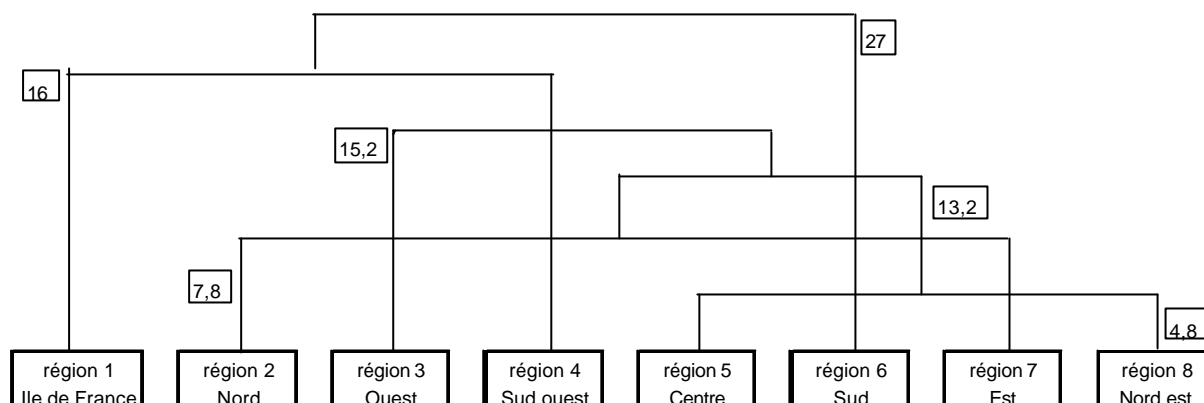 27
16
15,2
13,2
7,8
4,8
région 1
Ile de France
région 2
Nord
région 3
Ouest
région 4
Sud ouest
région 5
Centre
région 6
Sud
région 7
Est
région 8
Nord est